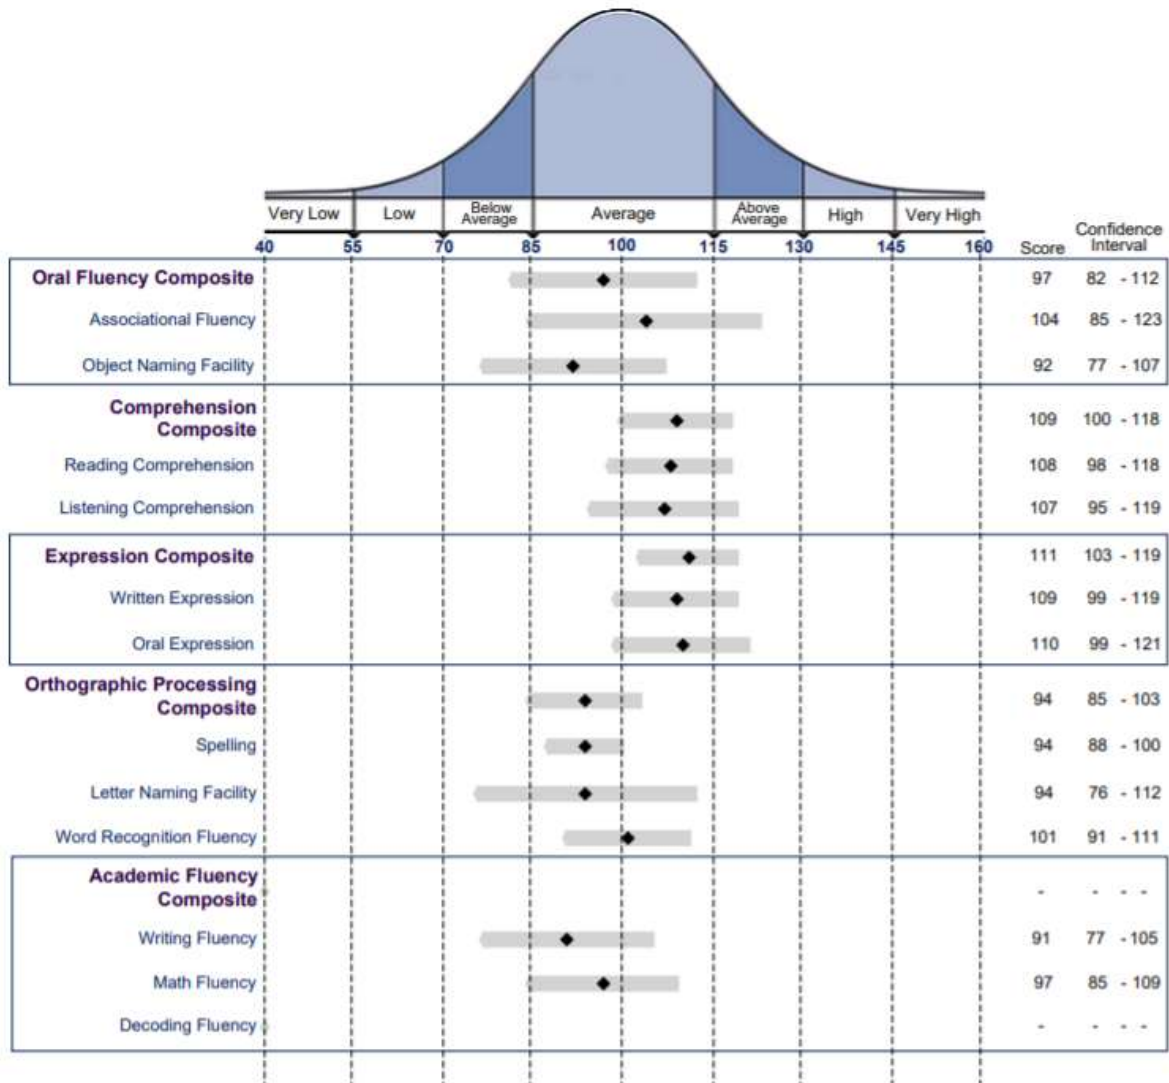 Very Low Low Below Average Average Above Average High Very High
40 55 70 85 100 115 130 145 160 Score Confidence Interval
Oral Fluency Composite 97 82 - 112
Associational Fluency 104 85 - 123
Object Naming Facility 92 77 - 107
Comprehension
Composite 109 100 - 118
Reading Comprehension 108 98 - 118
Listening Comprehension 107 95 - 119
Expression Composite 111 103 - 119
Written Expression 109 99 - 119
Oral Expression 110 99 - 121
Orthographic Processing
Composite 94 85 - 103
Spelling 94 88 - 100
Letter Naming Facility 94 76 - 112
Word Recognition Fluency 101 91 - 111
Academic Fluency
Composite - - - -
Writing Fluency 91 77 - 105
Math Fluency 97 85 - 109
Decoding Fluency - - - -